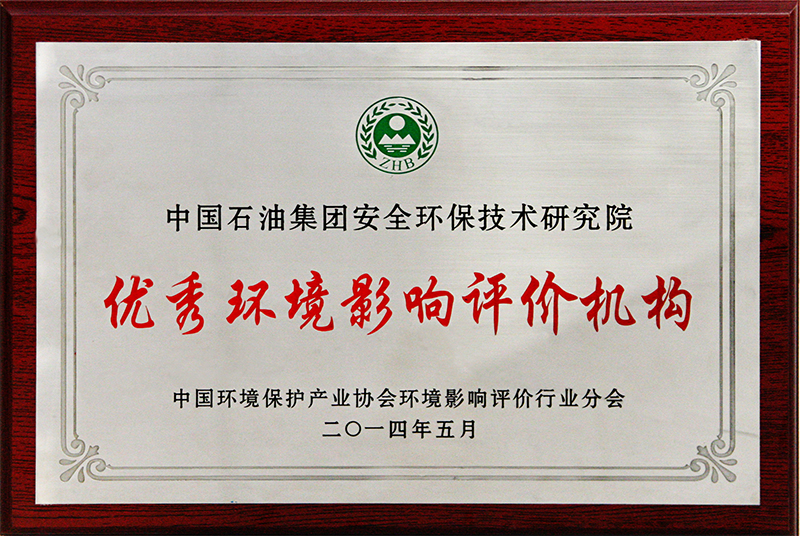 ZHB
中国石油集团安全环保技术研究院
优秀环境影响评价机构
中国环境保护产业协会环境影响评价行业分会
二〇一四年五月